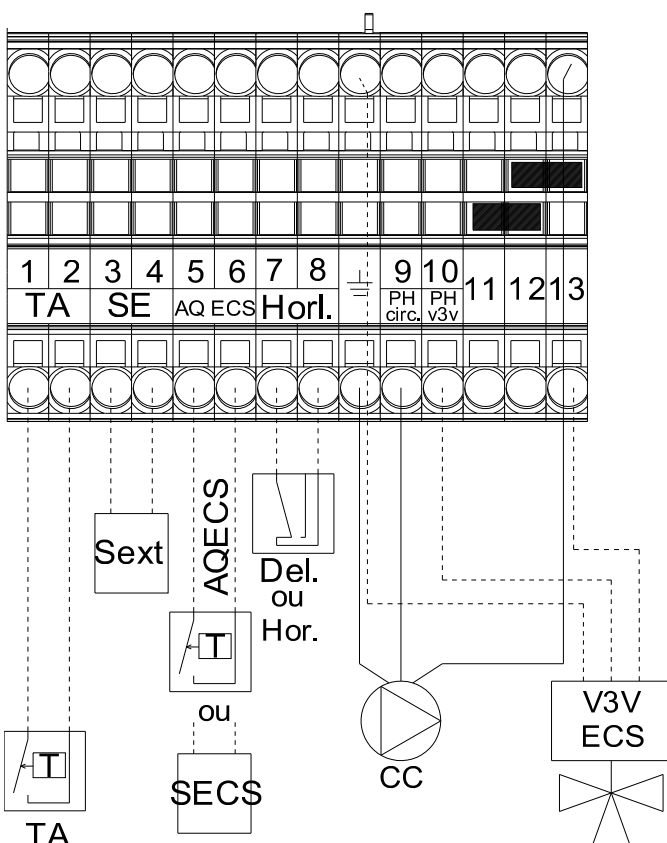 1 2 3 4 5 6 7 8 9 10 11 12 13
TA SE AQ ECS Horl. PH circ. PH v3v
Sext
AQECS
Del.
ou
Hor.
T
ou
SECS
T
TA
CC
V3V
ECS